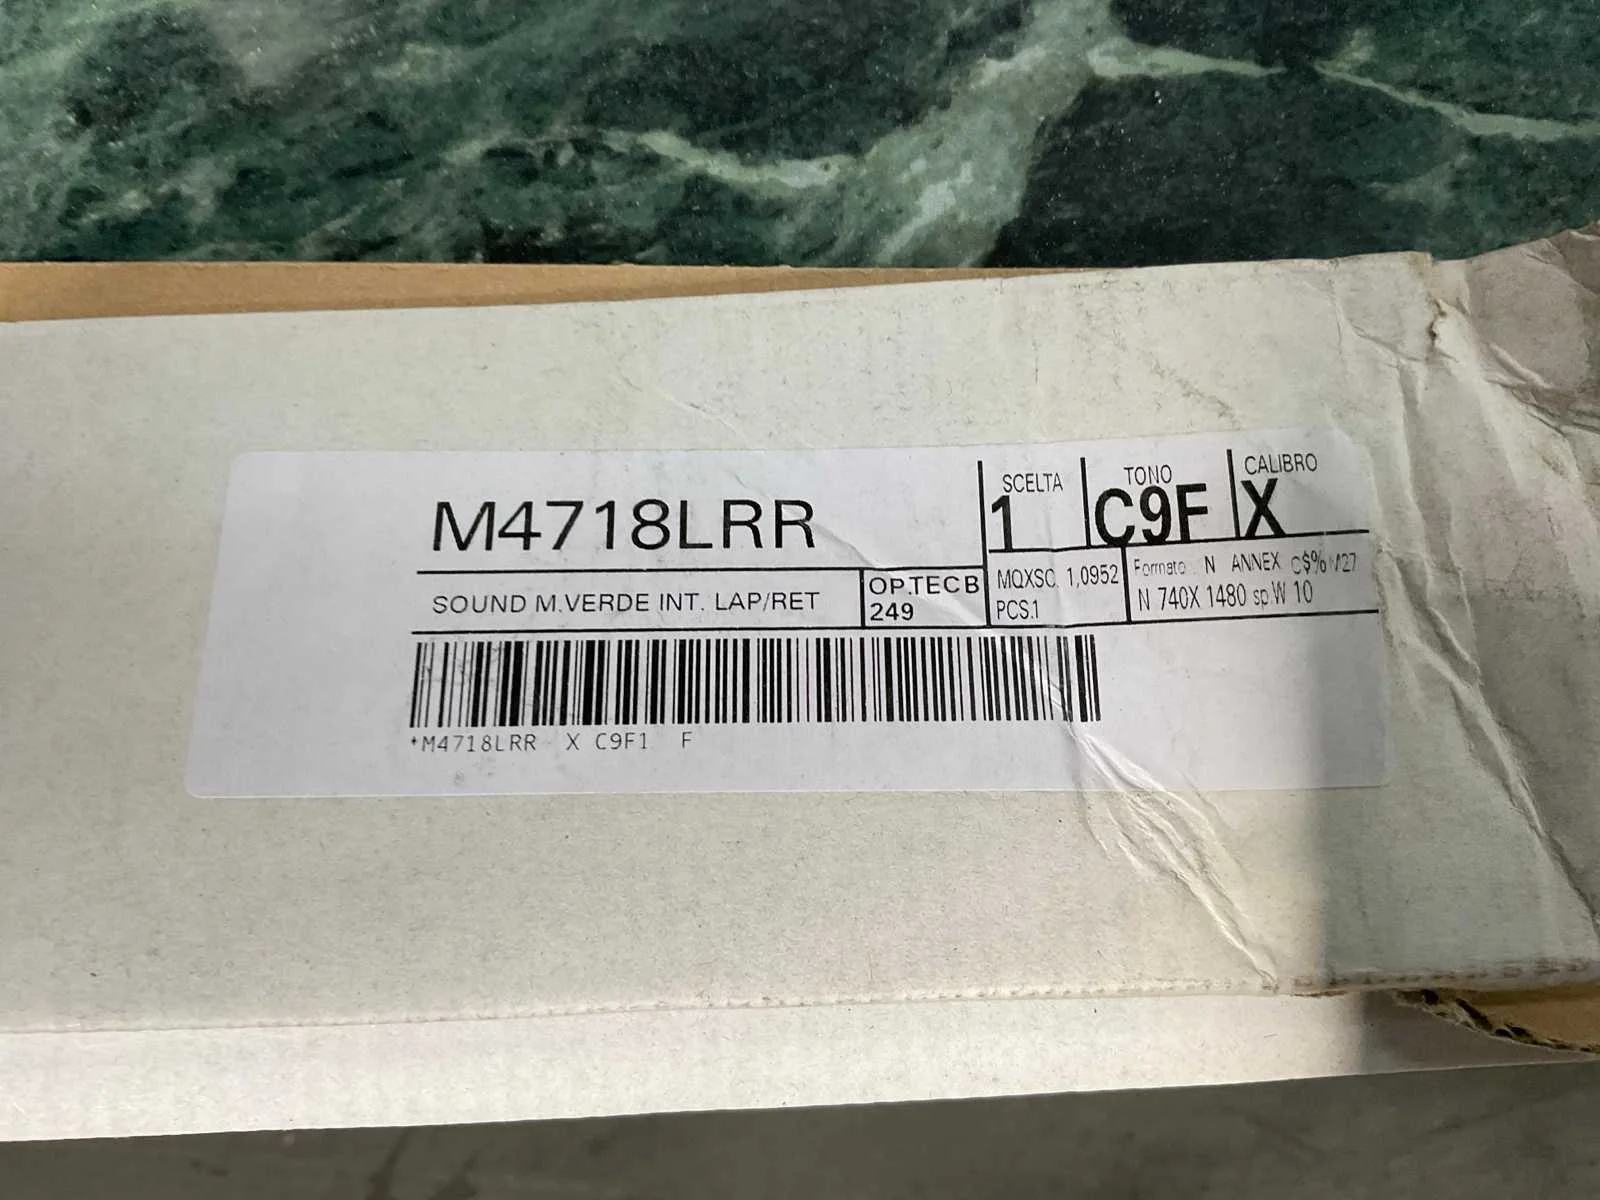 M4718LRR
SCELTA
1
TONO
C9F
CALIBRO
X
SOUND M.VERDE INT. LAP/RET
OP.TECB
249
MQXSC. 1,0952
PCS.1
Formato N ANNEX
N 740X 1480 sp.W 10
*M4718LRR X C9F1 F